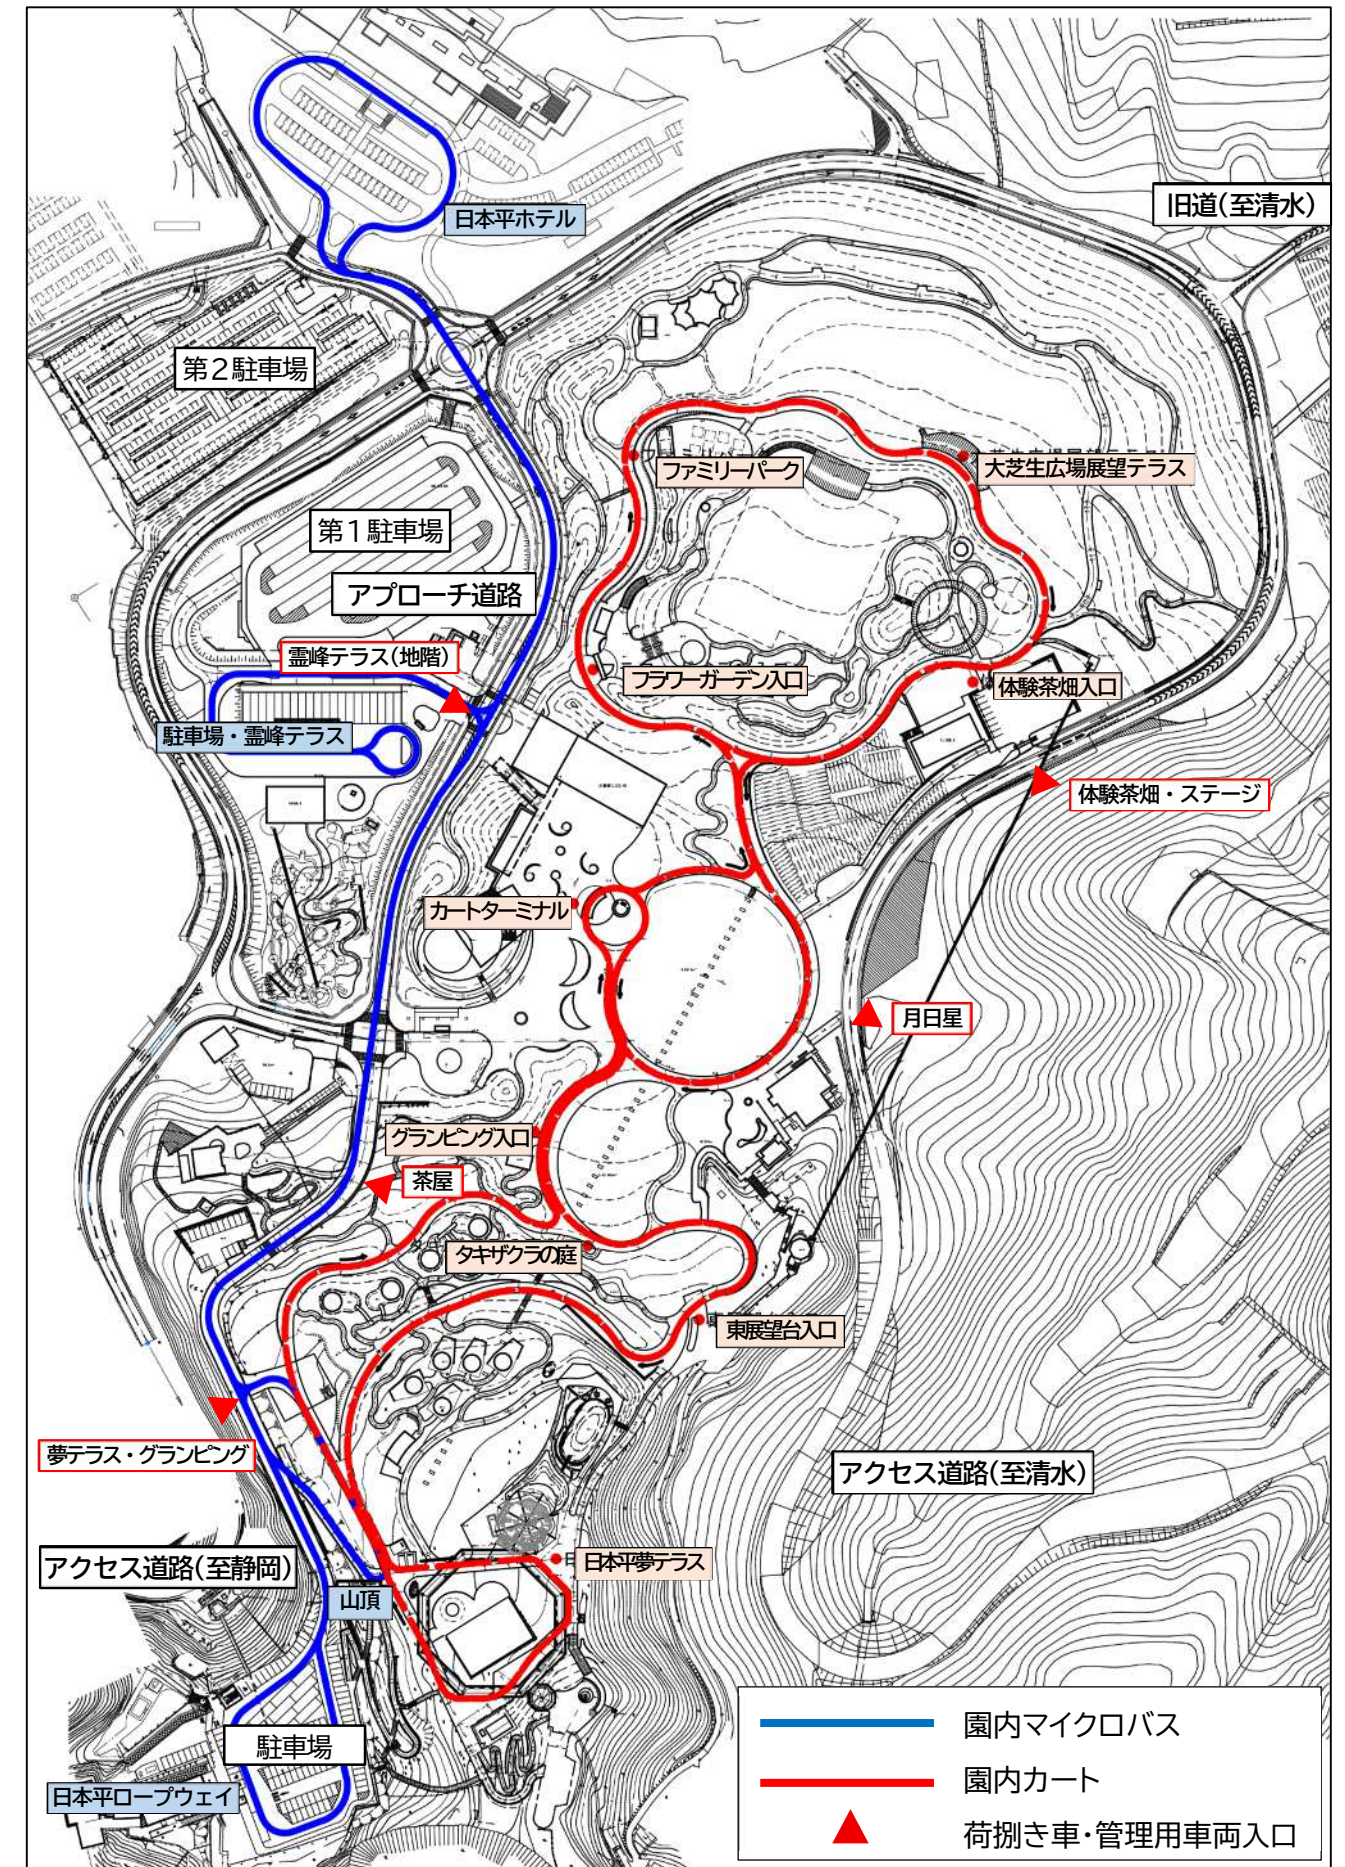 旧道(至清水)
日本平ホテル
第2駐車場
ファミリーパーク
大芝生広場展望テラス
第1駐車場
アプローチ道路
霊峰テラス(地階)
フラワーガーデン入口
体験茶畑入口
駐車場・霊峰テラス
体験茶畑・ステージ
カートターミナル
月日星
グランピング入口
茶屋
タキザクラの庭
東展望台入口
夢テラス・グランピング
アクセス道路(至清水)
アクセス道路(至静岡)
日本平夢テラス
山頂
駐車場
日本平ロープウェイ
園内マイクロバス
園内カート
荷捌き車・管理用車両入口